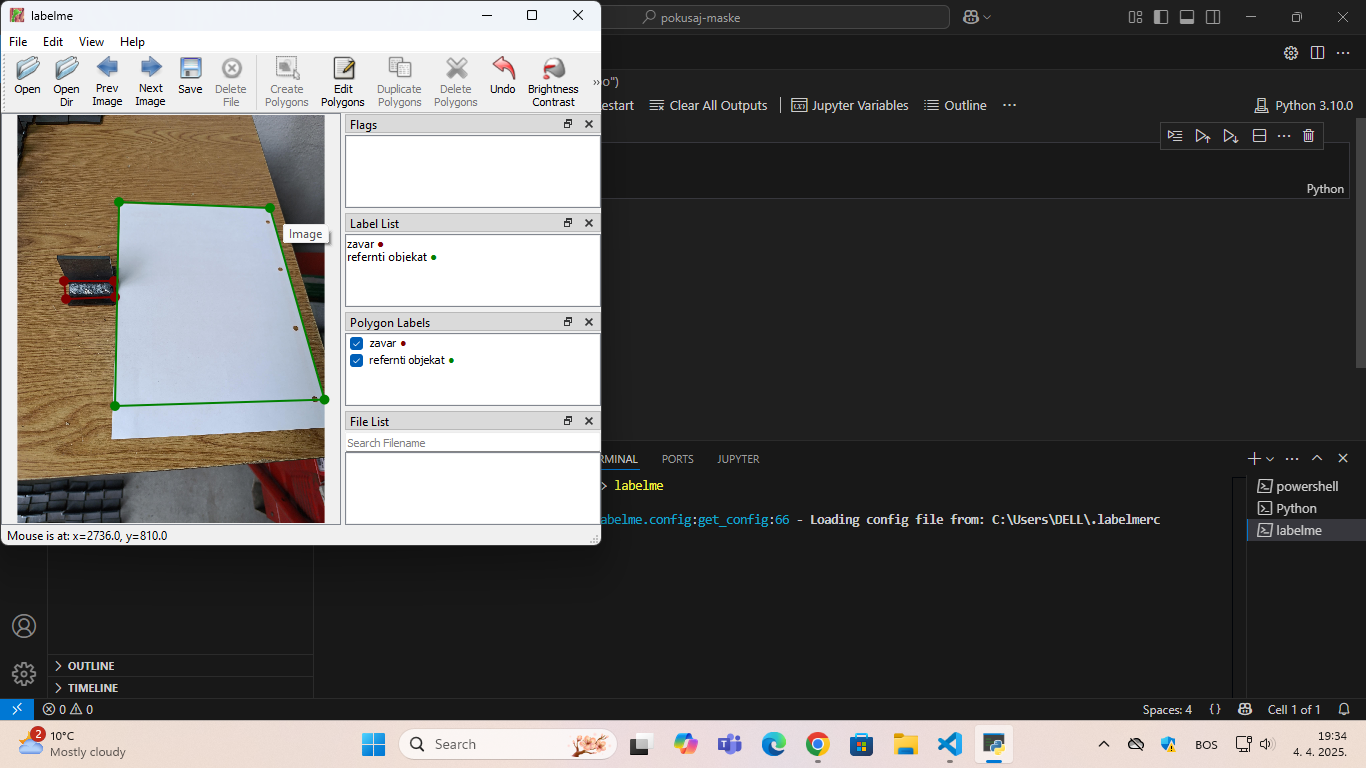 labelme
pokusaj-maske
File Edit View Help
Open
Open Dir
Prev Image
Next Image
Save
Delete File
Create Polygons
Edit Polygons
Duplicate Polygons
Delete Polygons
Undo
Brightness Contrast
»
o")
estart
Clear All Outputs
Jupyter Variables
Outline
Python 3.10.0
Flags
Python
Label List
zavar
refernti objekat
Image
Polygon Labels
zavar
refernti objekat
File List
Search Filename
Mouse is at: x=2736.0, y=810.0
RMINAL
PORTS
JUPYTER
> labelme
abelme.config:get_config:66 - Loading config file from: C:\Users\DELL\.labelmerc
powershell
Python
labelme
OUTLINE
TIMELINE
0 0
Spaces: 4 {} Cell 1 of 1
2
10°C
Mostly cloudy
Search
BOS
19:34
4. 4. 2025.